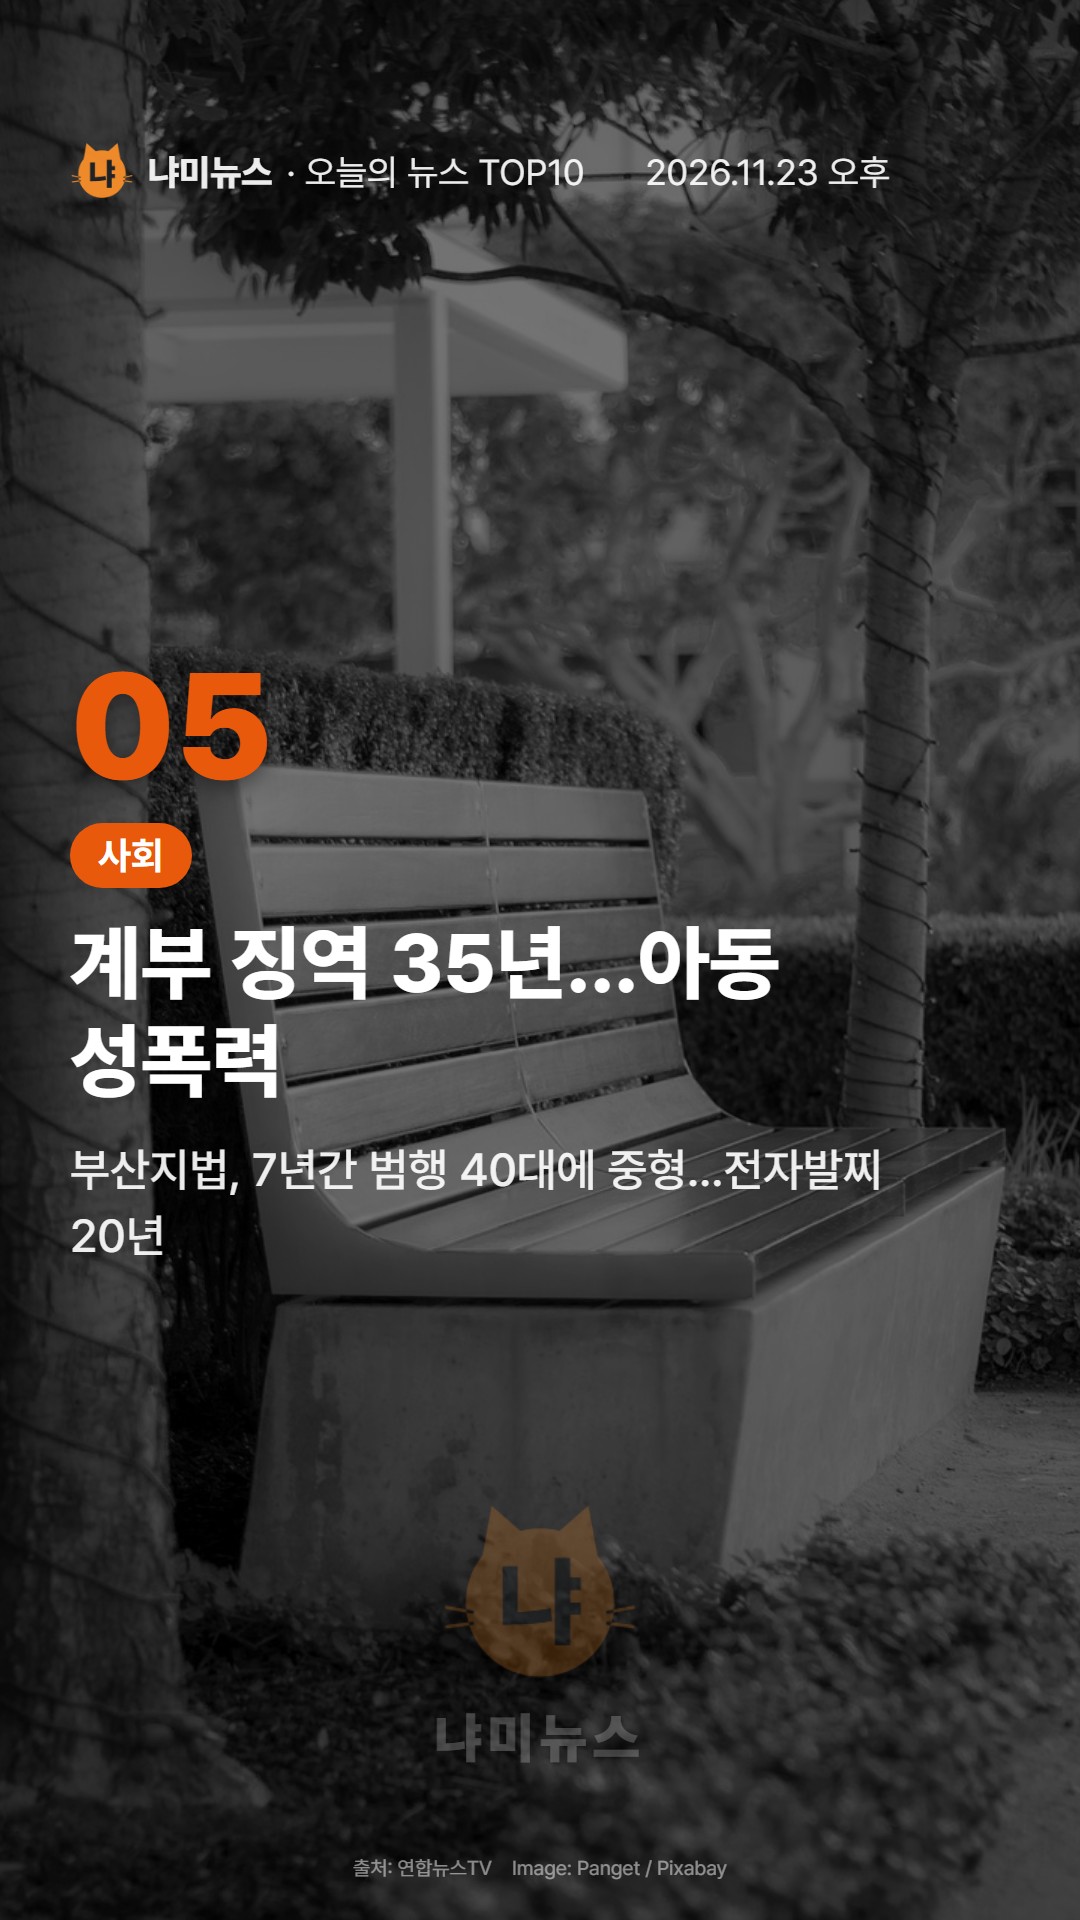 냐 냐미뉴스 · 오늘의 뉴스 TOP10 2026.11.23 오후
05
사회
계부 징역 35년...아동
성폭력
부산지법, 7년간 범행 40대에 중형...전자발찌
20년
냐
냐미뉴스
출처: 연합뉴스TV Image: Panget / Pixabay